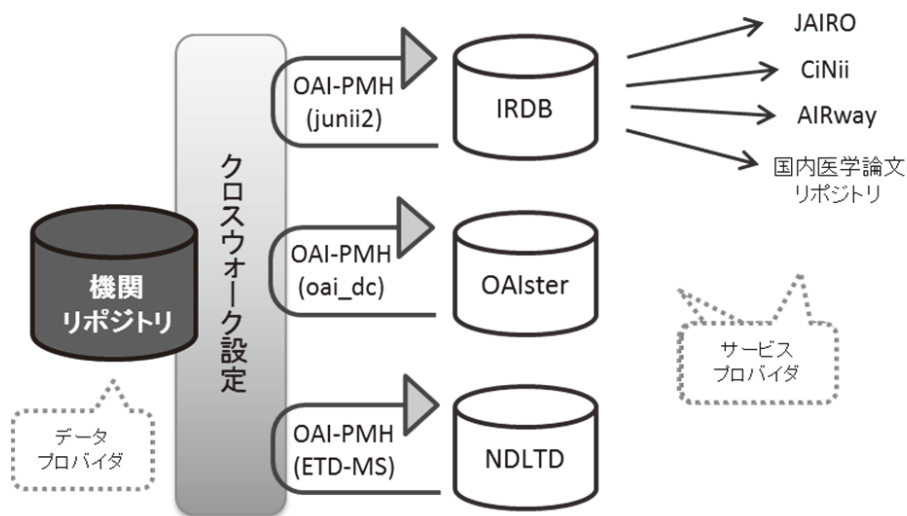 機関
リポジトリ
データ
プロバイダ
クロスウォーク設定
OAI-PMH
(junii2)
IRDB
JAIRO
CiNii
AIRway
国内医学論文
リポジトリ
OAI-PMH
(oai_dc)
OAIster
サービス
プロバイダ
OAI-PMH
(ETD-MS)
NDLTD